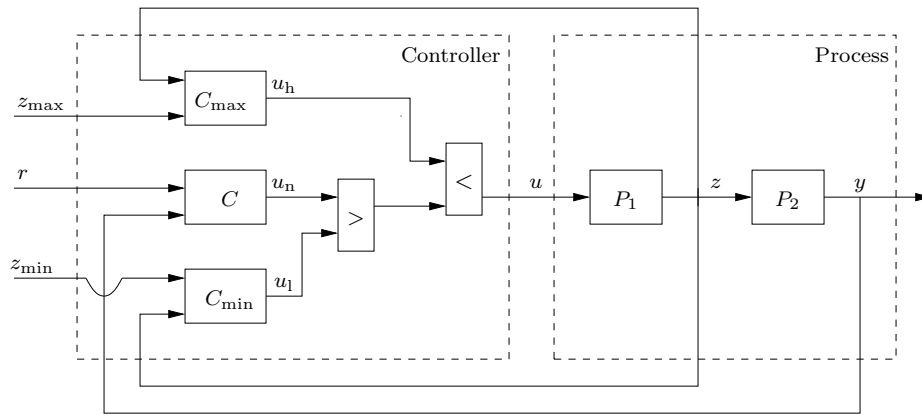 Controller
Process
z_max
C_max
u_h
r
C
u_n
>
<
u
P_1
z
P_2
y
z_min
C_min
u_l